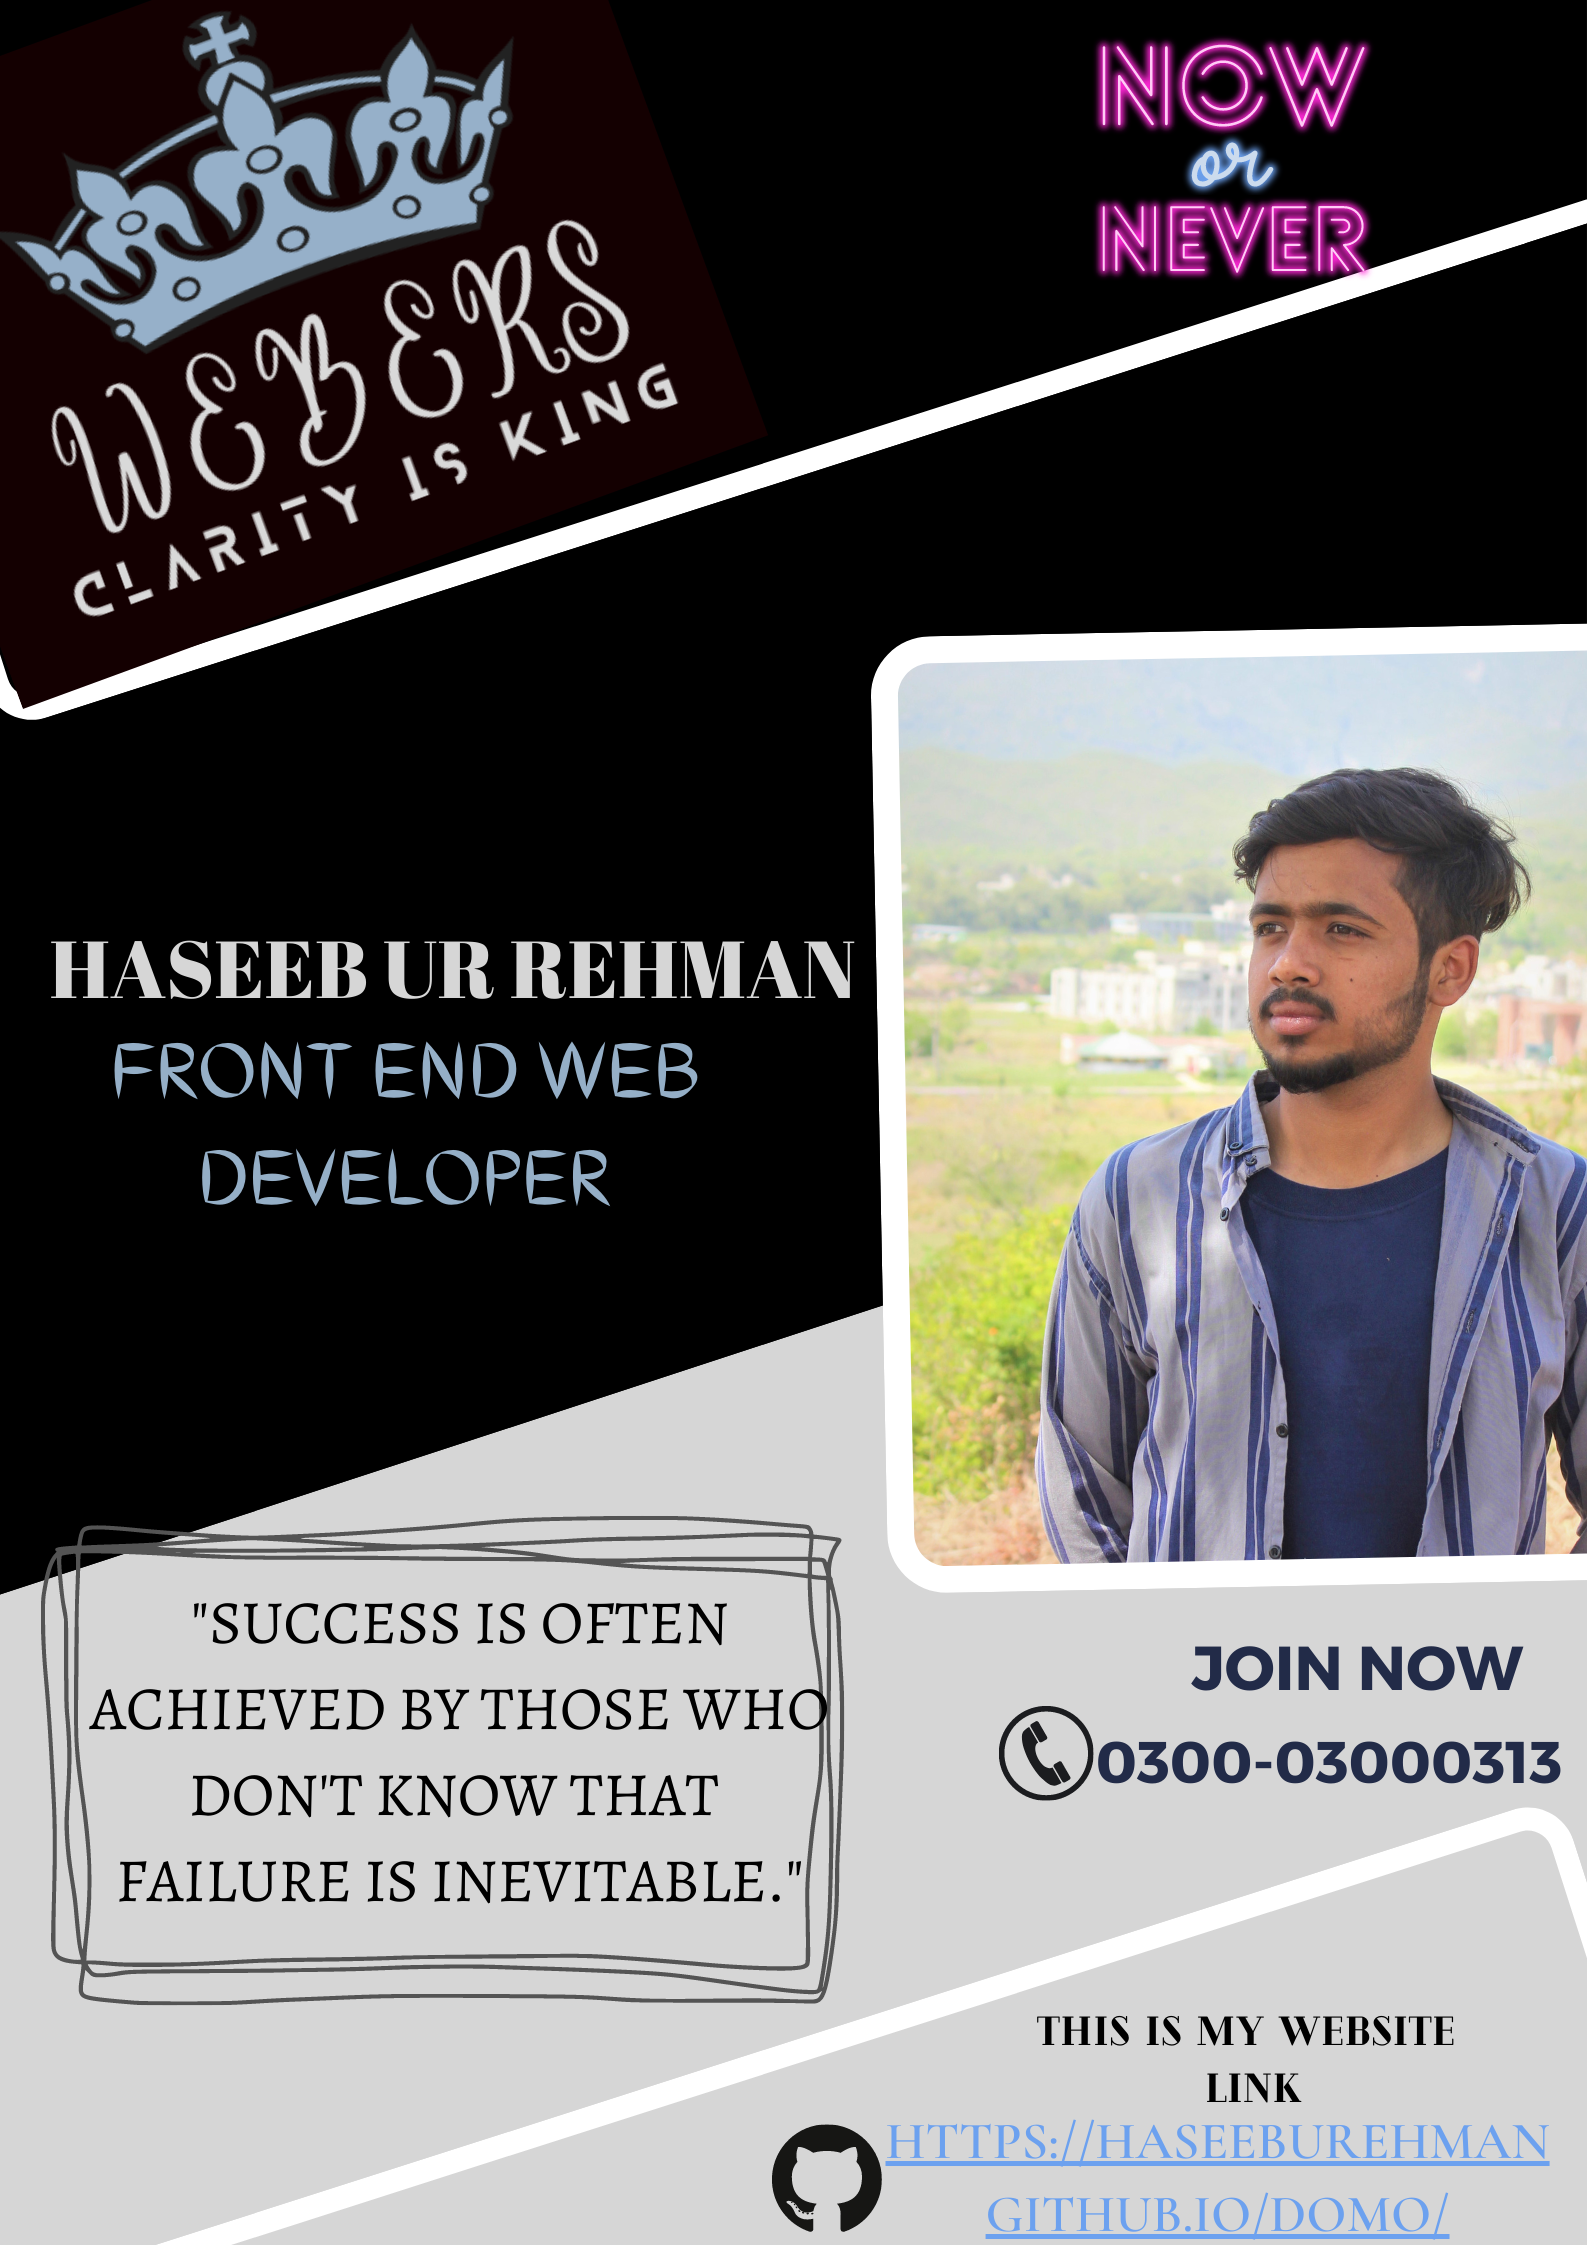 WEBERS
CLARITY IS KING
NOW
or
NEVER
HASEEB UR REHMAN
FRONT END WEB
DEVELOPER
"SUCCESS IS OFTEN
ACHIEVED BY THOSE WHO
DON'T KNOW THAT
FAILURE IS INEVITABLE."
JOIN NOW
0300-03000313
THIS IS MY WEBSITE
LINK
HTTPS://HASEEBUREHMAN
GITHUB.IO/DOMO/